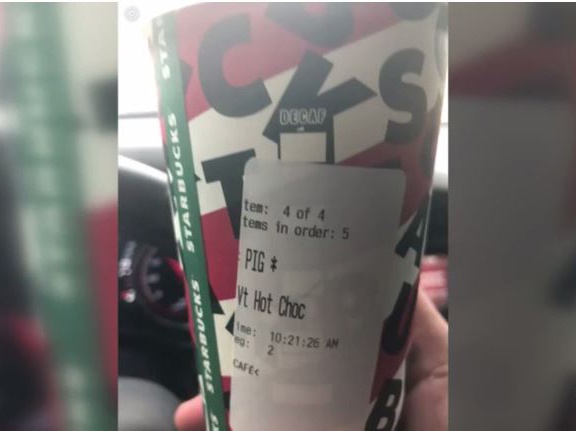 STARBUCKS
STARBUCKS
DECAF
tem: 4 of 4
tems in order: 5
PIG *
Vt Hot Choc
ime: 10:21:26 AM
eg: 2
CAFE<